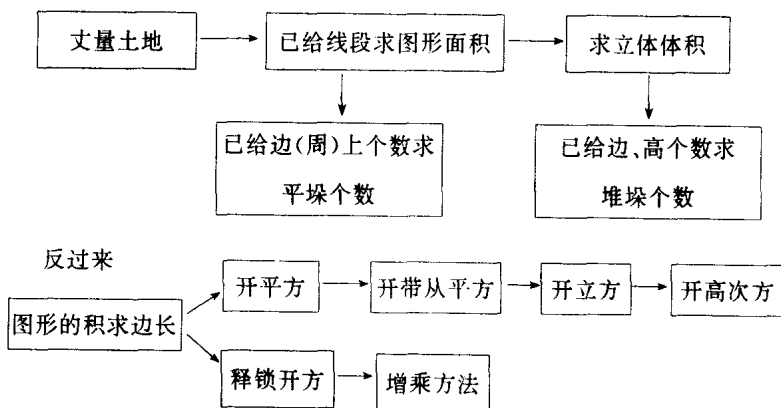 丈量土地
已给线段求图形面积
求立体体积
已给边(周)上个数求
平垛个数
已给边、高个数求
堆垛个数
反过来
图形的积求边长
开平方
开带从平方
开立方
开高次方
释锁开方
增乘方法